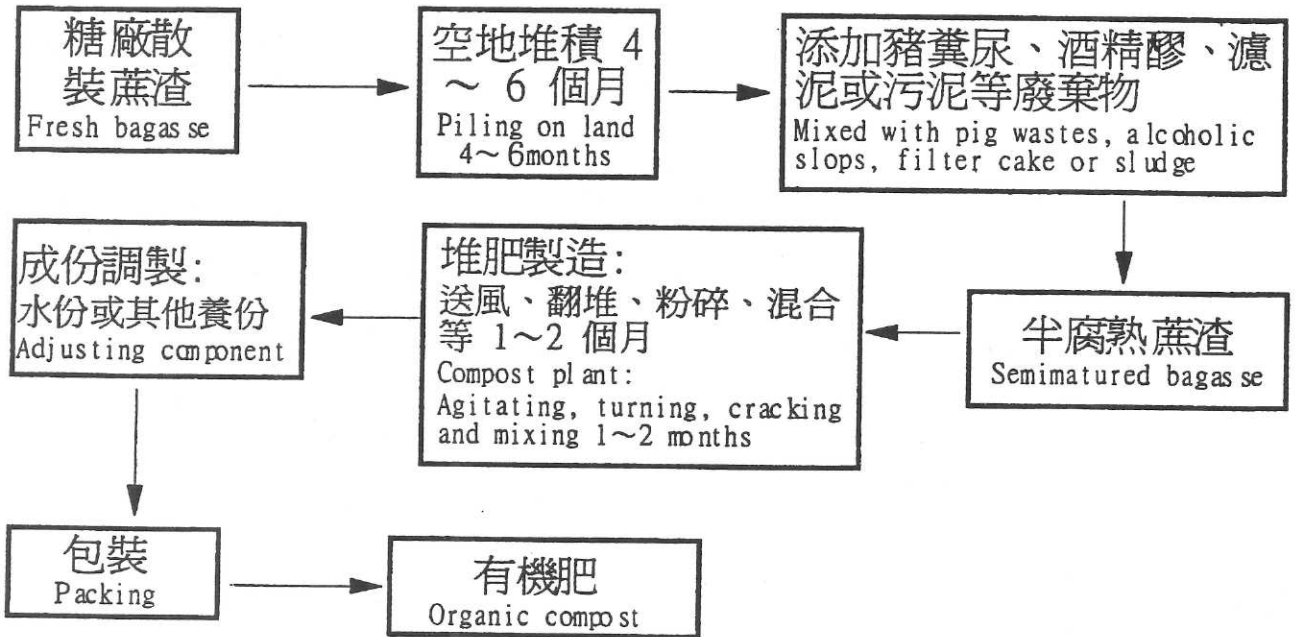 糖廠散
裝蔗渣
Fresh bagasse
空地堆積 4
～ 6 個月
Piling on land
4～6months
添加豬糞尿、酒精醪、濾
泥或污泥等廢棄物
Mixed with pig wastes, alcoholic
slops, filter cake or sludge
半腐熟蔗渣
Semimatured bagasse
堆肥製造:
送風、翻堆、粉碎、混合
等 1～2 個月
Compost plant:
Agitating, turning, cracking
and mixing 1～2 months
成份調製:
水份或其他養份
Adjusting component
包裝
Packing
有機肥
Organic compost